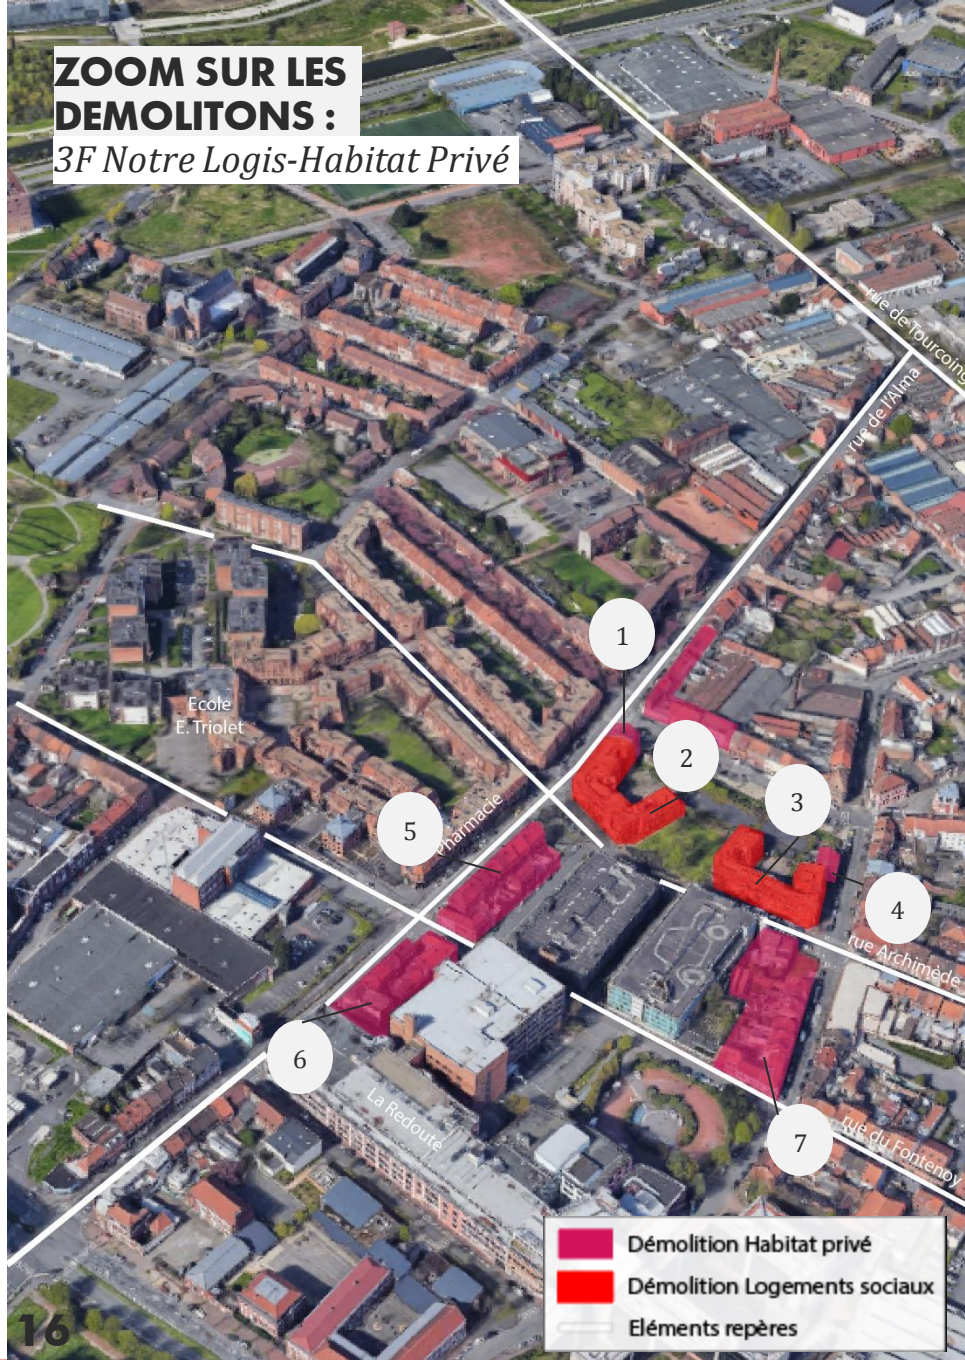 ZOOM SUR LES
DEMOLITONS :
3F Notre Logis-Habitat Privé
rue de Tourcoing
rue de l'Alma
1
Ecole
E. Triolet
2
3
5
Pharmacie
4
rue Archimède
6
La Redoute
7
rue du Fontenoy
Démolition Habitat privé
Démolition Logements sociaux
Eléments repères
16